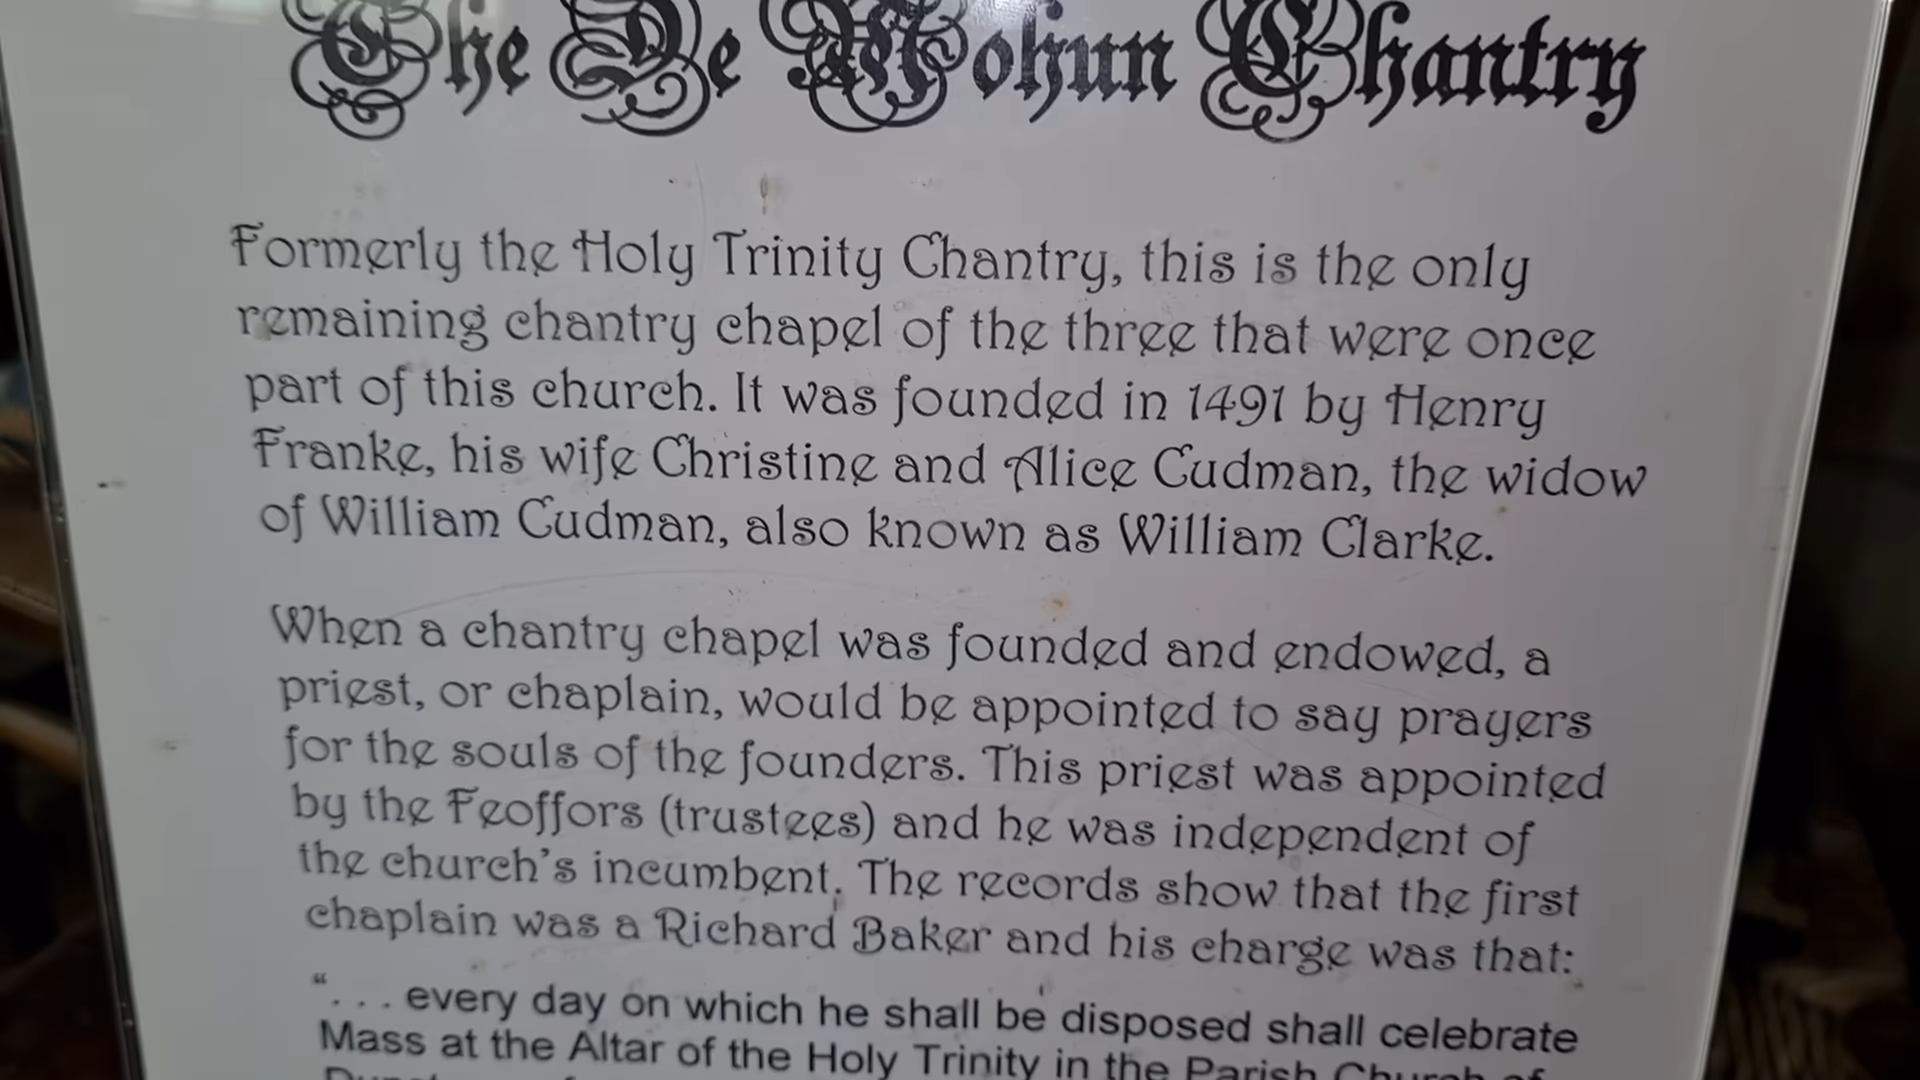 The De Mohun Chantry
Formerly the Holy Trinity Chantry, this is the only
remaining chantry chapel of the three that were once
part of this church. It was founded in 1491 by Henry
Franke, his wife Christine and Alice Cudman, the widow
of William Cudman, also known as William Clarke.
When a chantry chapel was founded and endowed, a
priest, or chaplain, would be appointed to say prayers
for the souls of the founders. This priest was appointed
by the Feoffors (trustees) and he was independent of
the church's incumbent. The records show that the first
chaplain was a Richard Baker and his charge was that:
“. . . every day on which he shall be disposed shall celebrate
Mass at the Altar of the Holy Trinity in the Parish Church of